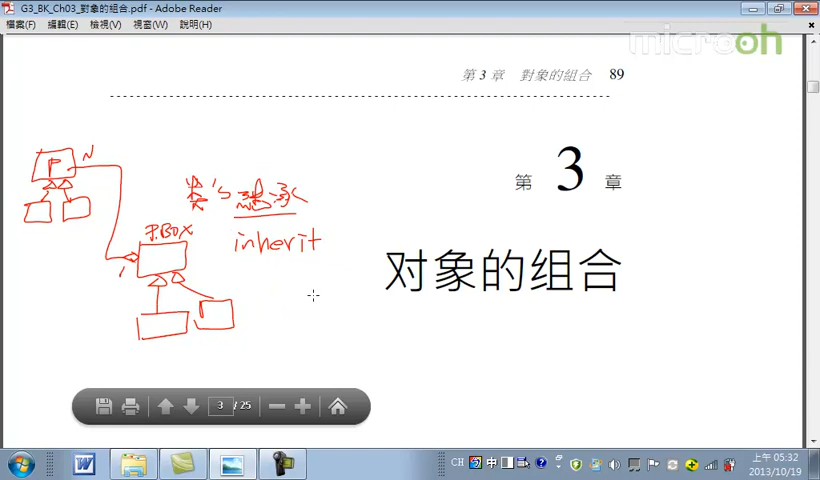 G3_BK_Ch03_對象的組合.pdf - Adobe Reader
檔案(F) 編輯(E) 檢視(V) 視窗(W) 說明(H)
microoh
第 3 章 對象的組合 89
第 3 章
对象的组合
F N
类's 继承
inherit
P.BOX
1
3 / 25
CH 中
上午 05:32
2013/10/19